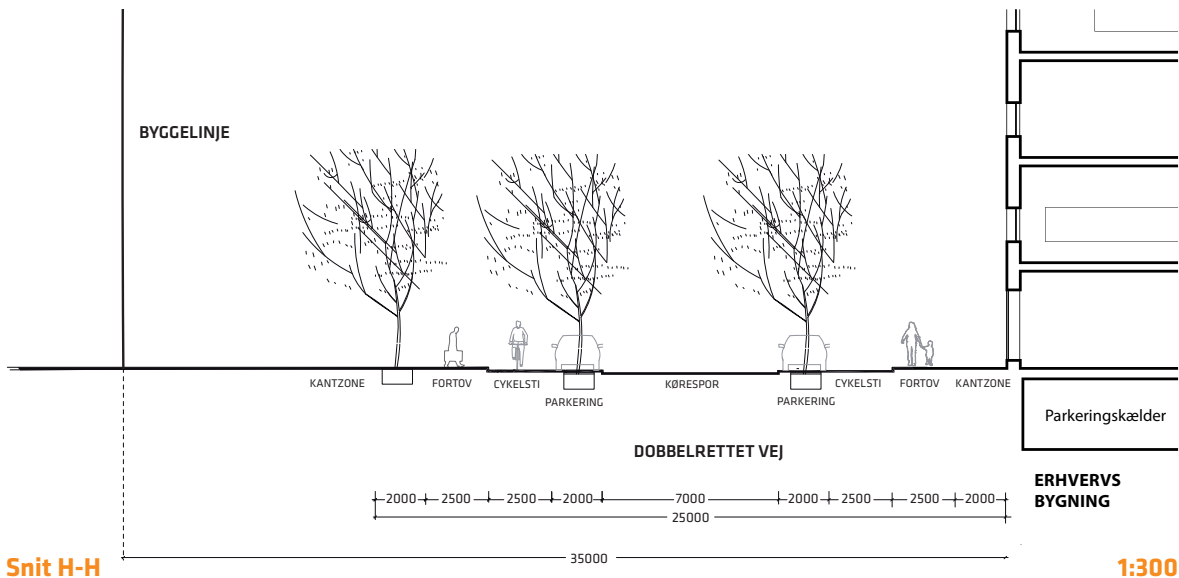 BYGGELINJE
KANTZONE FORTOV CYKELSTI KØRESPOR CYKELSTI FORTOV KANTZONE
PARKERING PARKERING
Parkeringskælder
DOBBELRETTET VEJ
ERHVERVS
BYGNING
2000 2500 2500 2000 7000 2000 2500 2500 2000
25000
35000
Snit H-H 1:300